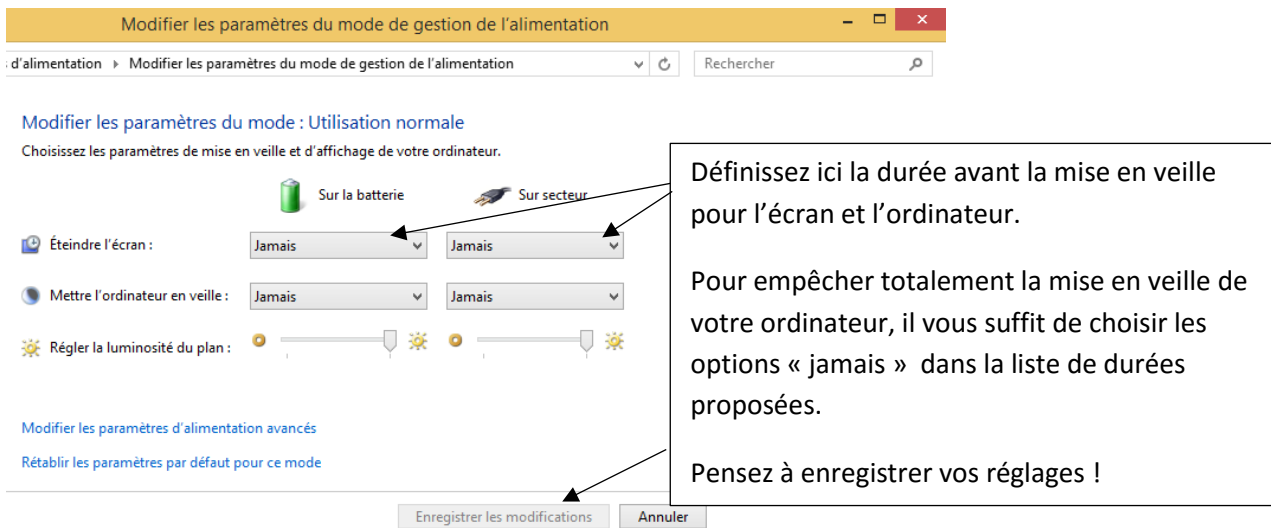 Modifier les paramètres du mode de gestion de l'alimentation
d'alimentation ▸ Modifier les paramètres du mode de gestion de l'alimentation
Rechercher
Modifier les paramètres du mode : Utilisation normale
Choisissez les paramètres de mise en veille et d'affichage de votre ordinateur.
Sur la batterie
Sur secteur
Éteindre l'écran :
Jamais
Jamais
Mettre l'ordinateur en veille :
Jamais
Jamais
Régler la luminosité du plan :
Modifier les paramètres d'alimentation avancés
Rétablir les paramètres par défaut pour ce mode
Enregistrer les modifications
Annuler
Définissez ici la durée avant la mise en veille
pour l'écran et l'ordinateur.
Pour empêcher totalement la mise en veille de
votre ordinateur, il vous suffit de choisir les
options « jamais »  dans la liste de durées
proposées.
Pensez à enregistrer vos réglages !